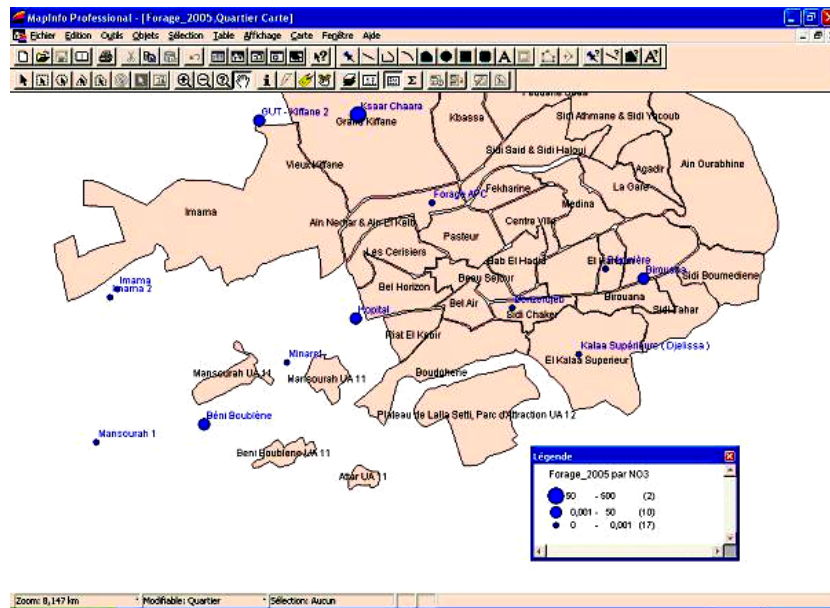 MapInfo Professional - [Forage_2005,Quartier Carte]
Fichier Edition Outils Objets Sélection Table Affichage Carte Fenêtre Aide
GUT - Kiffane 2
Ksaar Chaara
Grand Kiffane
Kbassa
Sidi Athmane & Sidi Yacoub
Sidi Said & Sidi Haloui
Vieux Kiffane
Agadir
Ain Ourabhine
Fekharine
La Gare
Forage APC
Medina
Imama
Ain Nedjar & Ain El Kelb
Centre Ville
Pasteur
Les Cerisiers
Bab El Hadid
Birouana
Beau Sejour
Sidi Boumediene
Imama
Imama 2
Bel Horizon
Bel Air
Birouana
Hopital
Sidi Chaker
Sidi Tahar
Riat El Kebir
Kalaa Supérieure ( Djelissa )
Minaret
El Kalaa Superieur
Mansourah UA 11
Mansourah UA 11
Boudghene
Béni Boublène
Plateau de Lalla Setti, Parc d'Attraction UA 12
Mansourah 1
Beni Boublene UA 11
Attar UA 11
Légende
Forage_2005 par NO3
50 - 600 (2)
0,001 - 50 (10)
0 - 0,001 (17)
Zoom: 8,147 km Modifiable: Quartier Sélection: Aucun